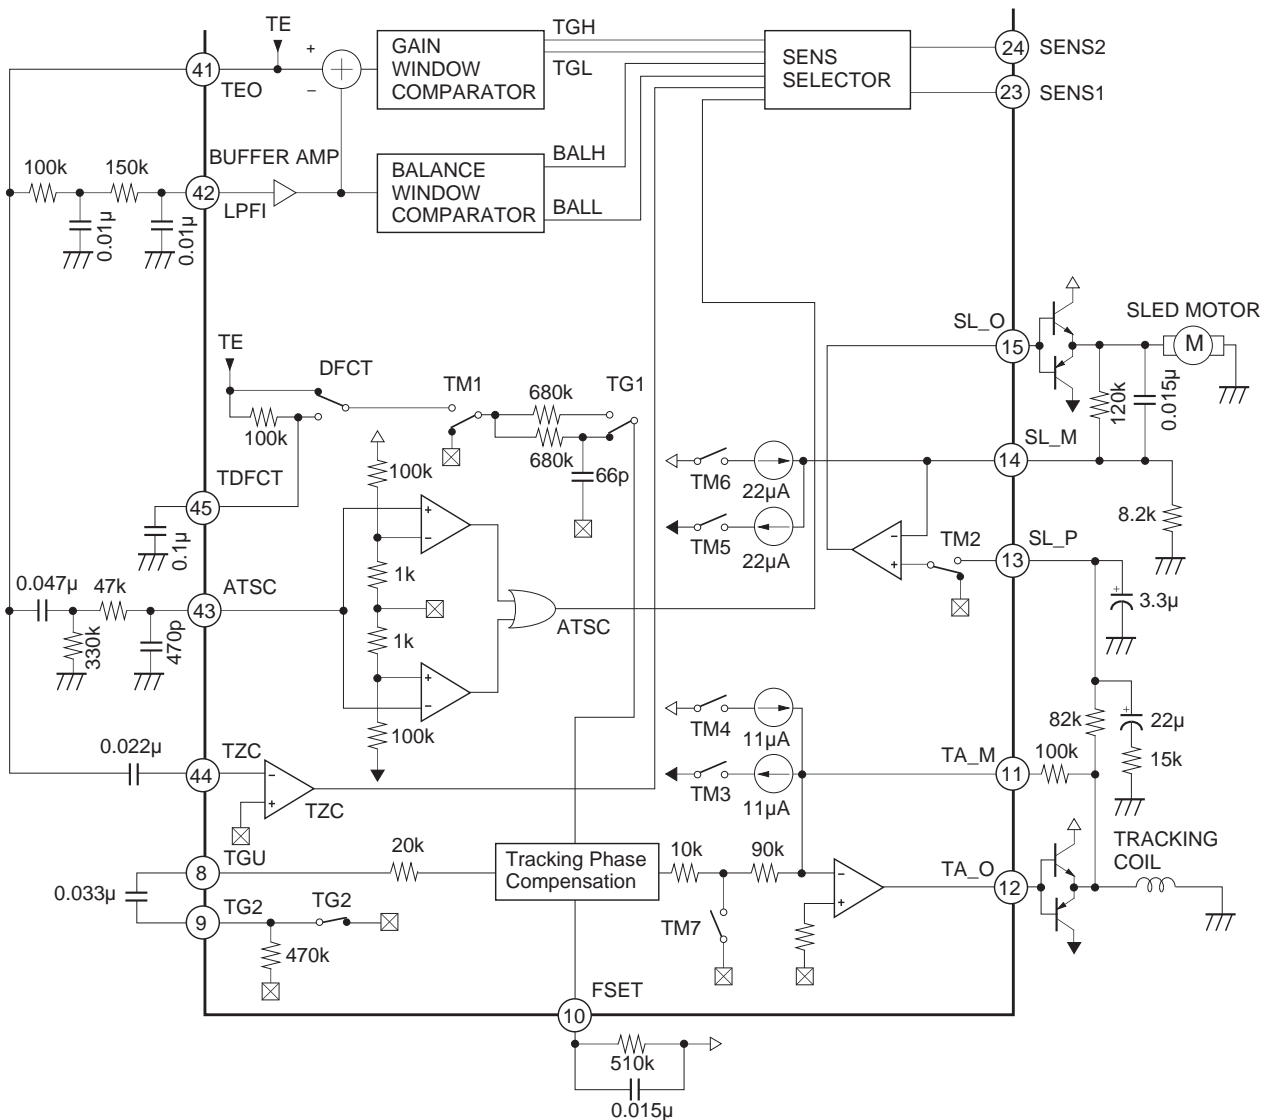 TE
TGH
GAIN
WINDOW
COMPARATOR
+
−
TGL
SENS
SELECTOR
24
SENS2
23
SENS1
41
TEO
BUFFER AMP
100k
150k
42
LPFI
0.01µ
0.01µ
BALANCE
WINDOW
COMPARATOR
BALH
BALL
TE
DFCT
TM1
TG1
680k
680k
66p
100k
100k
TDFCT
45
0.1µ
SL_O
15
SLED MOTOR
M
120k
0.015µ
SL_M
14
TM6
22µA
TM5
22µA
8.2k
TM2
SL_P
13
3.3µ
0.047µ
47k
ATSC
43
330k
470p
+
−
1k
1k
+
−
100k
ATSC
−
+
TM4
11µA
TM3
11µA
82k
22µ
15k
TA_M
11
100k
0.022µ
TZC
44
−
+
TZC
TGU
8
20k
Tracking Phase
Compensation
10k
90k
−
+
TA_O
12
TRACKING
COIL
0.033µ
TG2
9
TG2
470k
TM7
FSET
10
510k
0.015µ